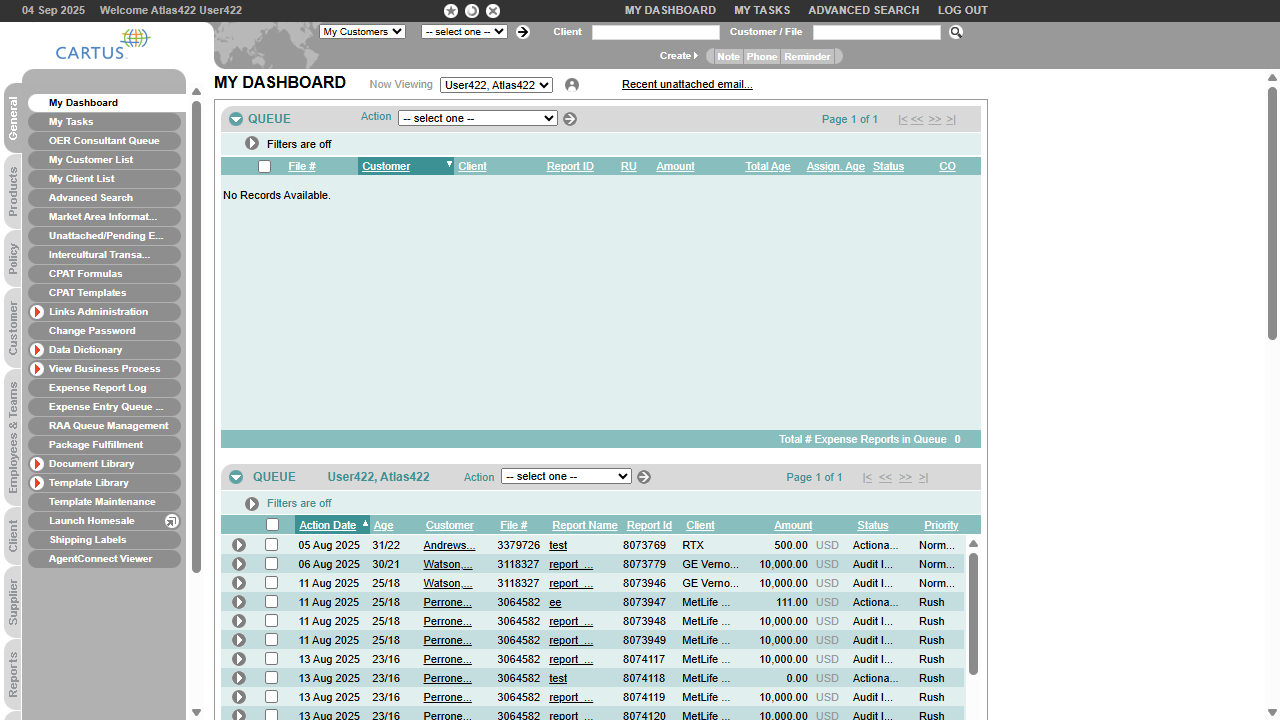 04 Sep 2025 Welcome Atlas422 User422 MY DASHBOARD MY TASKS ADVANCED SEARCH LOG OUT
CARTUS My Customers -- select one -- Client Customer / File
Create Note Phone Reminder
MY DASHBOARD Now Viewing User422, Atlas422 Recent unattached email...
General
Products
Policy
Customer
Employees & Teams
Client
Supplier
Reports
My Dashboard
My Tasks
OER Consultant Queue
My Customer List
My Client List
Advanced Search
Market Area Informat...
Unattached/Pending E...
Intercultural Transa...
CPAT Formulas
CPAT Templates
Links Administration
Change Password
Data Dictionary
View Business Process
Expense Report Log
Expense Entry Queue ...
RAA Queue Management
Package Fulfillment
Document Library
Template Library
Template Maintenance
Launch Homesale
Shipping Labels
AgentConnect Viewer
QUEUE Action -- select one -- Page 1 of 1 |< << >> >|
Filters are off
File # Customer Client Report ID RU Amount Total Age Assign. Age Status CO
No Records Available.
Total # Expense Reports in Queue 0
QUEUE User422, Atlas422 Action -- select one -- Page 1 of 1 |< << >> >|
Filters are off
Action Date Age Customer File # Report Name Report Id Client Amount Status Priority
05 Aug 2025 31/22 Andrews... 3379726 test 8073769 RTX 500.00 USD Actiona... Norm...
06 Aug 2025 30/21 Watson,... 3118327 report_... 8073779 GE Verno... 10,000.00 USD Audit I... Norm...
11 Aug 2025 25/18 Watson,... 3118327 report_... 8073946 GE Verno... 10,000.00 USD Audit I... Norm...
11 Aug 2025 25/18 Perrone... 3064582 ee 8073947 MetLife ... 111.00 USD Actiona... Rush
11 Aug 2025 25/18 Perrone... 3064582 report_... 8073948 MetLife ... 10,000.00 USD Audit I... Rush
11 Aug 2025 25/18 Perrone... 3064582 report_... 8073949 MetLife ... 10,000.00 USD Audit I... Rush
13 Aug 2025 23/16 Perrone... 3064582 report_... 8074117 MetLife ... 10,000.00 USD Audit I... Rush
13 Aug 2025 23/16 Perrone... 3064582 test 8074118 MetLife ... 0.00 USD Actiona... Rush
13 Aug 2025 23/16 Perrone... 3064582 report_... 8074119 MetLife ... 10,000.00 USD Audit I... Rush
13 Aug 2025 23/16 Perrone... 3064582 report_... 8074120 MetLife ... 10,000.00 USD Audit I... Rush